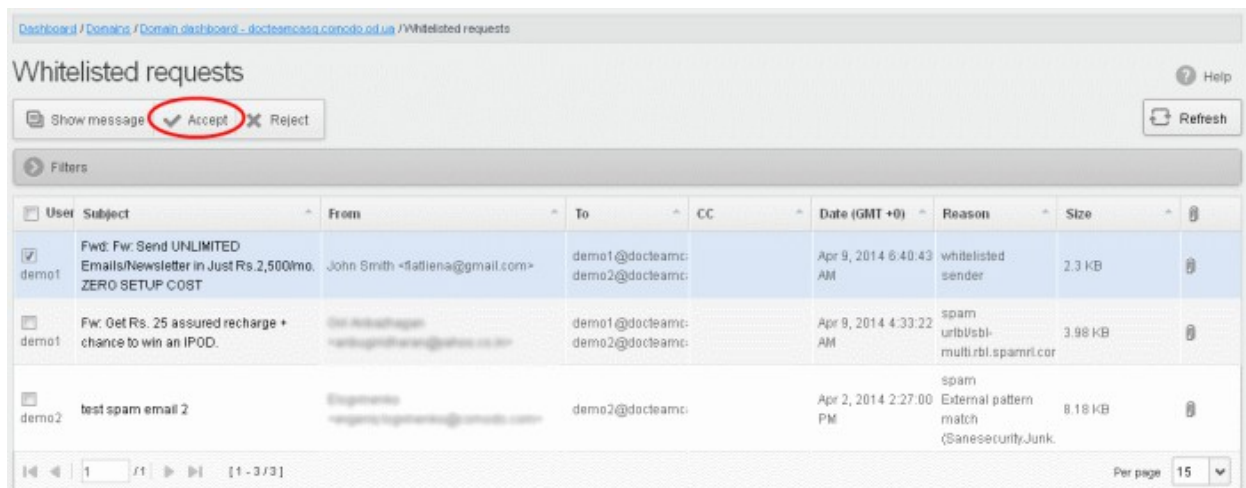 Dashboard / Domains / Domain dashboard - docteamcasg.comodo.od.ua / Whitelisted requests
Whitelisted requests
Help
Show message Accept Reject
Refresh
Filters
User Subject From To CC Date (GMT +0) Reason Size
demo1
Fwd: Fw: Send UNLIMITED
Emails/Newsletter in Just Rs.2,500/mo.
ZERO SETUP COST
John Smith <flatliena@gmail.com>
demo1@docteamc
demo2@docteamc
Apr 9, 2014 6:40:43
AM
whitelisted
sender
2.3 KB
demo1
Fw: Get Rs. 25 assured recharge +
chance to win an IPOD.
demo1@docteamc
demo2@docteamc
Apr 9, 2014 4:33:22
AM
spam
urlbl/sbl-
multi.rbl.spamrl.cor
3.98 KB
demo2
test spam email 2
demo2@docteamc
Apr 2, 2014 2:27:00
PM
spam
External pattern
match
(Sanesecurity.Junk.
8.18 KB
1 /1 [1 - 3 / 3]
Per page 15